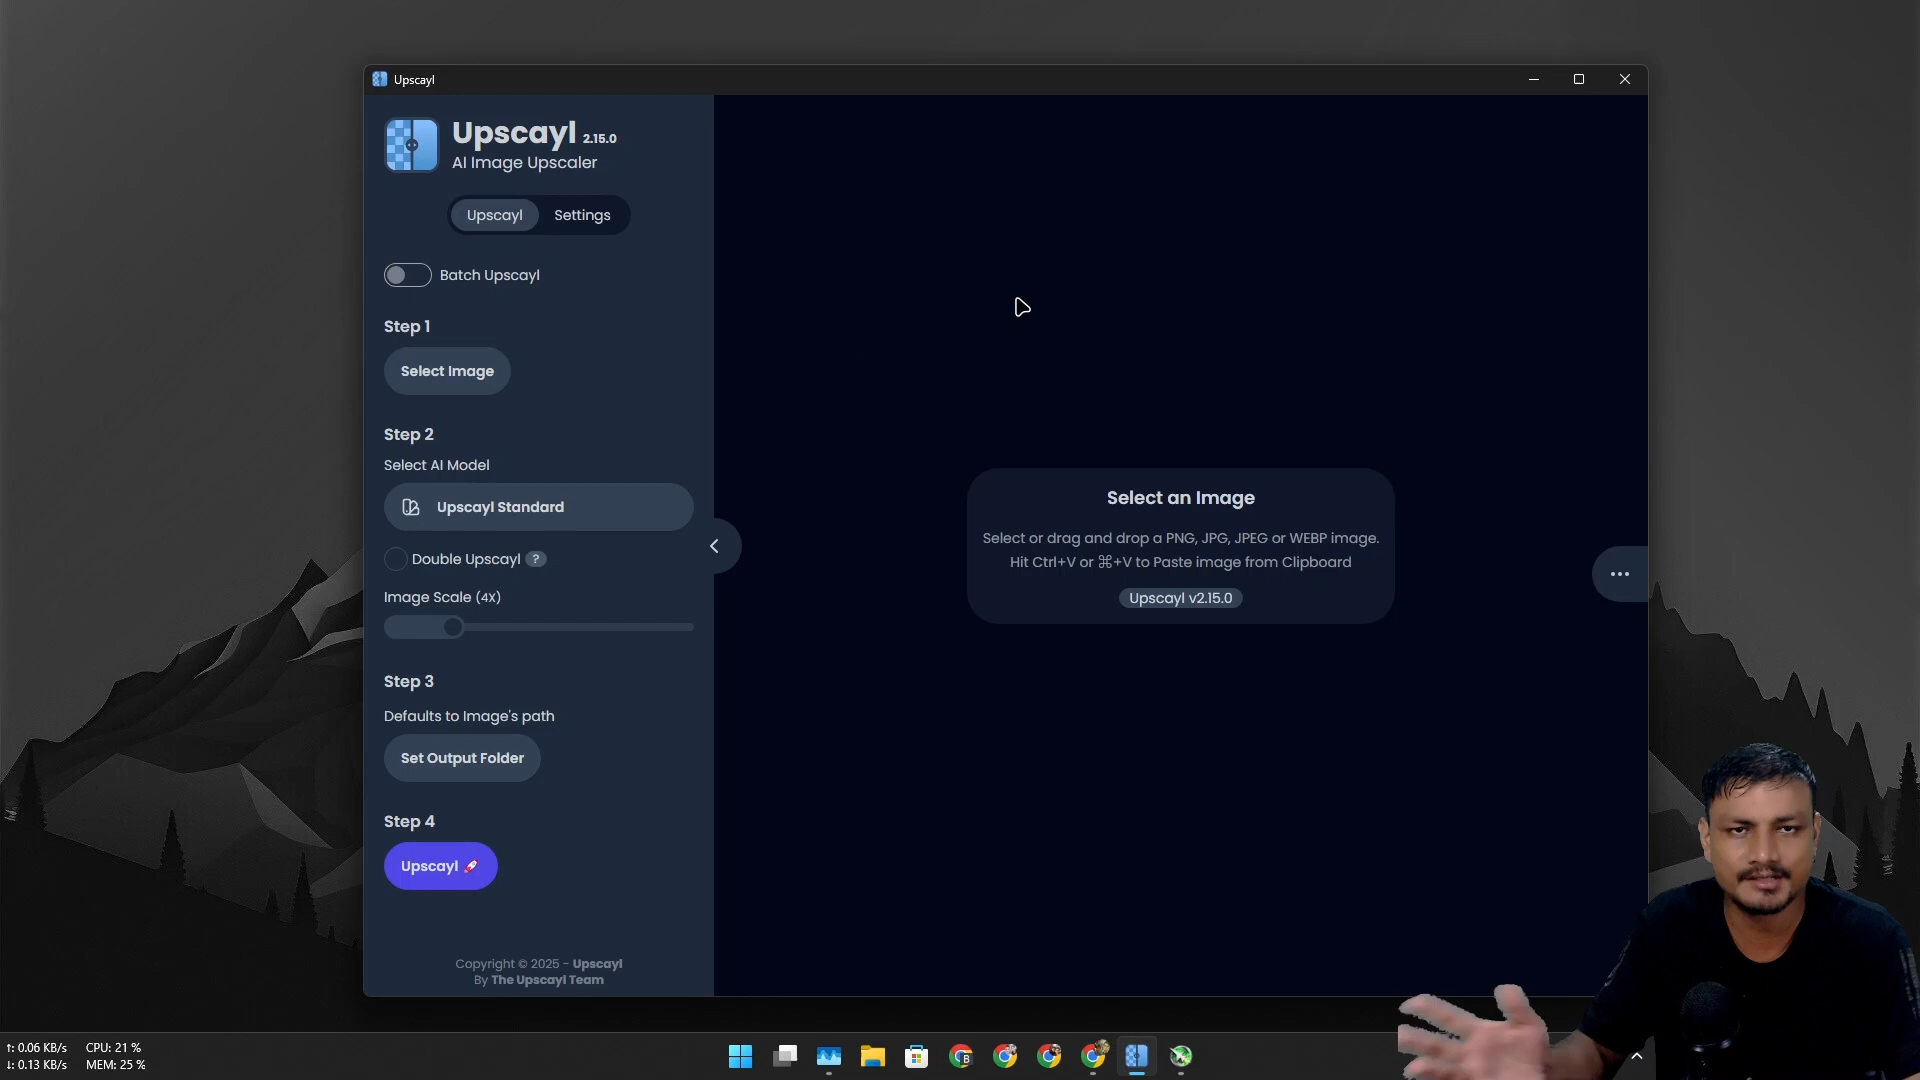 Upscayl
Upscayl 2.15.0
AI Image Upscaler
Upscayl
Settings
Batch Upscayl
Step 1
Select Image
Step 2
Select AI Model
Upscayl Standard
Double Upscayl ?
Image Scale (4X)
Step 3
Defaults to Image's path
Set Output Folder
Step 4
Upscayl 🚀
Copyright © 2025 - Upscayl
By The Upscayl Team
Select an Image
Select or drag and drop a PNG, JPG, JPEG or WEBP image.
Hit Ctrl+V or ⌘+V to Paste image from Clipboard
Upscayl v2.15.0
↑: 0.06 KB/s CPU: 21 %
↓: 0.13 KB/s MEM: 25 %
B